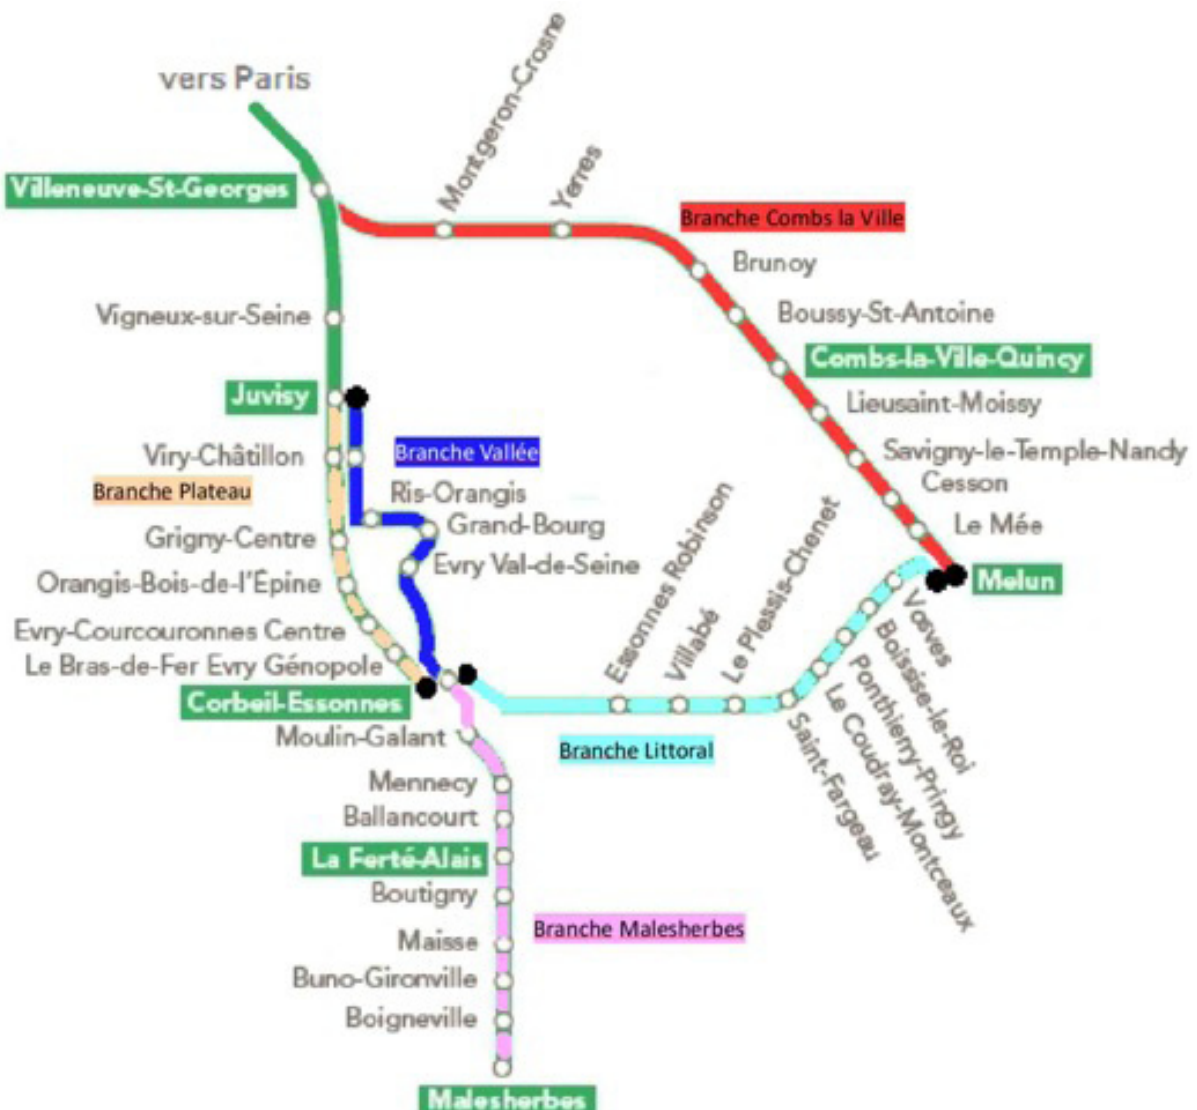 vers Paris
Montgeron-Crosne
Yerres
Villeneuve-St-Georges
Branche Combs la Ville
Brunoy
Vigneux-sur-Seine
Boussy-St-Antoine
Combs-la-Ville-Quincy
Juvisy
Lieusaint-Moissy
Viry-Châtillon
Branche Vallée
Savigny-le-Temple-Nandy
Branche Plateau
Ris-Orangis
Cesson
Grigny-Centre
Grand-Bourg
Le Mée
Orangis-Bois-de-l'Épine
Evry Val-de-Seine
Melun
Evry-Courcouronnes Centre
Le Bras-de-Fer Evry Génopole
Corbeil-Essonnes
Essonnes Robinson
Villabé
Le Plessis-Chenet
Vosves
Boissise-le-Roi
Ponthierry-Pringy
Le Coudray-Montceaux
Saint-Fargeau
Moulin-Galant
Branche Littoral
Mennecy
Ballancourt
La Ferté-Alais
Boutigny
Branche Malesherbes
Maisse
Buno-Gironville
Boigneville
Malesherbes